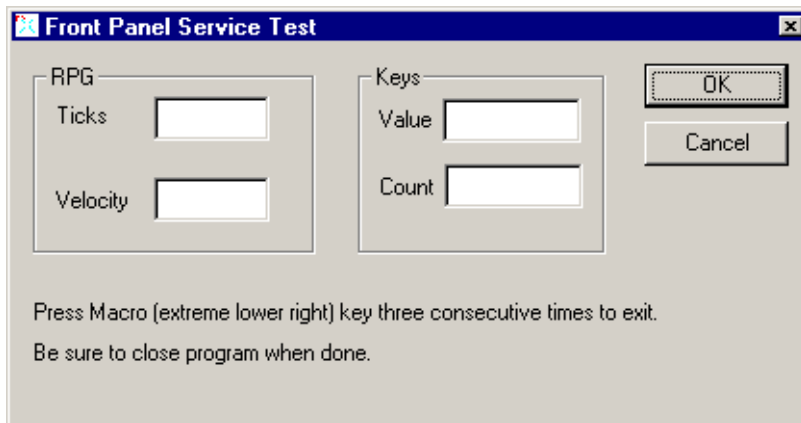 Front Panel Service Test
RPG
Ticks
Velocity
Keys
Value
Count
OK
Cancel
Press Macro (extreme lower right) key three consecutive times to exit.
Be sure to close program when done.